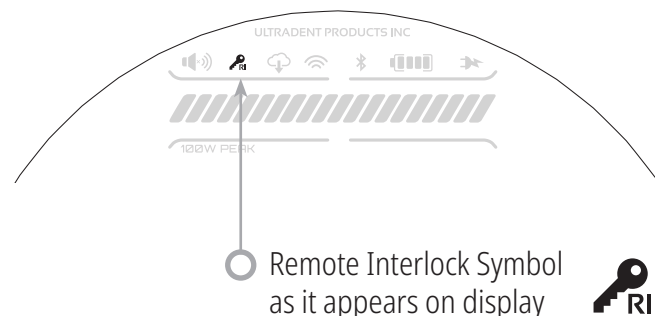 ULTRADENT PRODUCTS INC
RI
100W PEAK
Remote Interlock Symbol
as it appears on display
RI